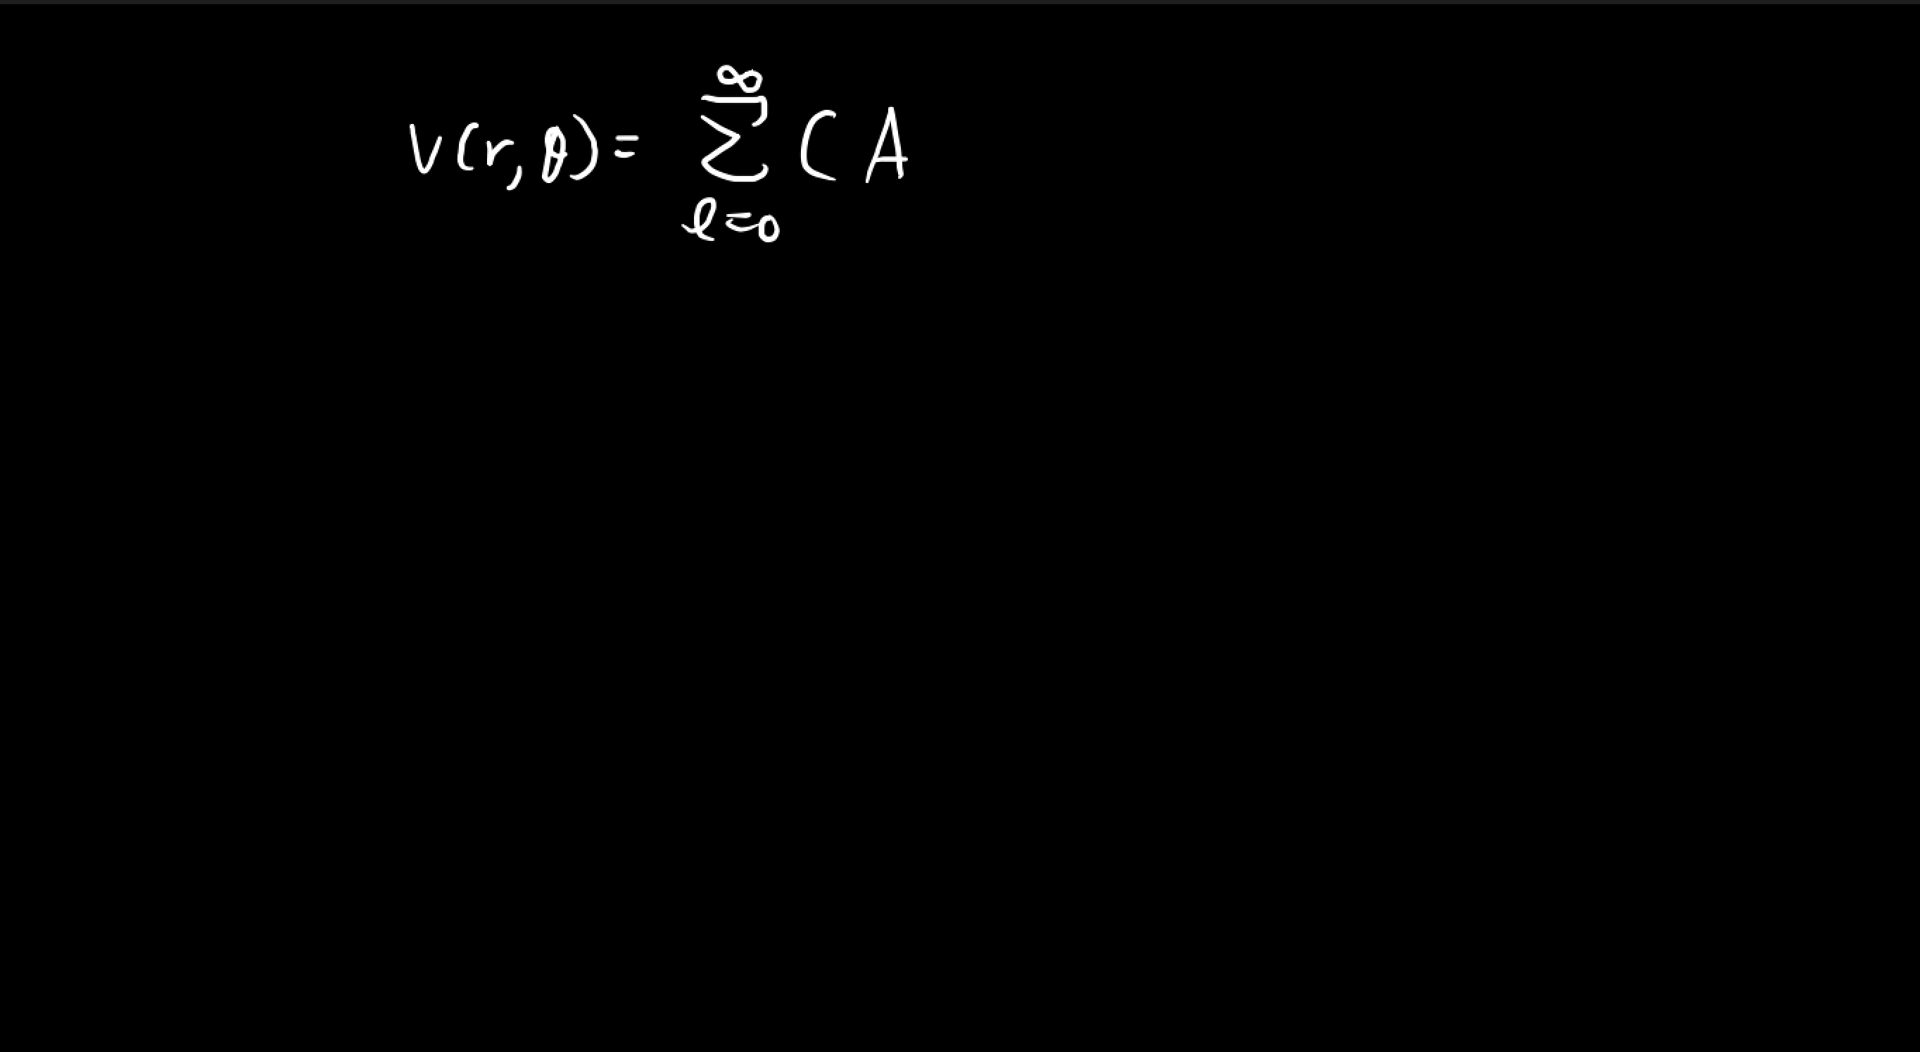 V(r,θ) = ∑_{ℓ=0}^{∞} ( A